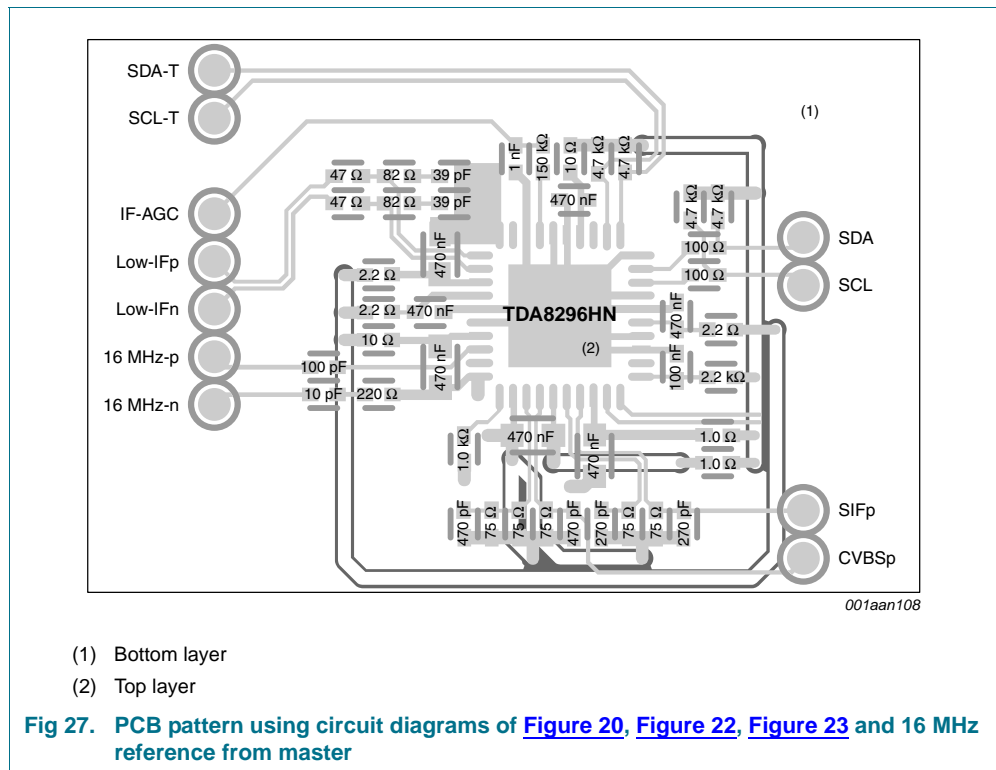 SDA-T
SCL-T
IF-AGC
Low-IFp
Low-IFn
16 MHz-p
16 MHz-n
(1)
1 nF
150 kΩ
10 Ω
4.7 kΩ
4.7 kΩ
47 Ω
82 Ω
39 pF
47 Ω
82 Ω
39 pF
470 nF
4.7 kΩ
4.7 kΩ
100 Ω
100 Ω
SDA
SCL
470 nF
2.2 Ω
2.2 Ω
470 nF
10 Ω
470 nF
100 pF
10 pF
220 Ω
TDA8296HN
(2)
470 nF
2.2 Ω
100 nF
2.2 kΩ
1.0 kΩ
470 nF
470 nF
1.0 Ω
1.0 Ω
470 pF
75 Ω
75 Ω
75 Ω
470 pF
270 pF
75 Ω
75 Ω
270 pF
SIFp
CVBSp
001aan108
(1) Bottom layer
(2) Top layer
Fig 27. PCB pattern using circuit diagrams of Figure 20, Figure 22, Figure 23 and 16 MHz
reference from master